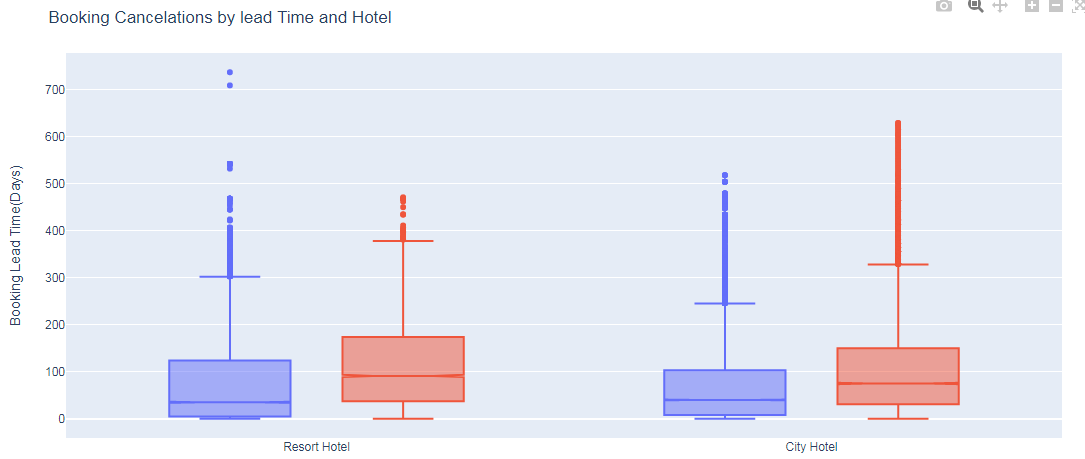 Booking Cancelations by lead Time and Hotel
Booking Lead Time(Days)
700
600
500
400
300
200
100
0
Resort Hotel
City Hotel